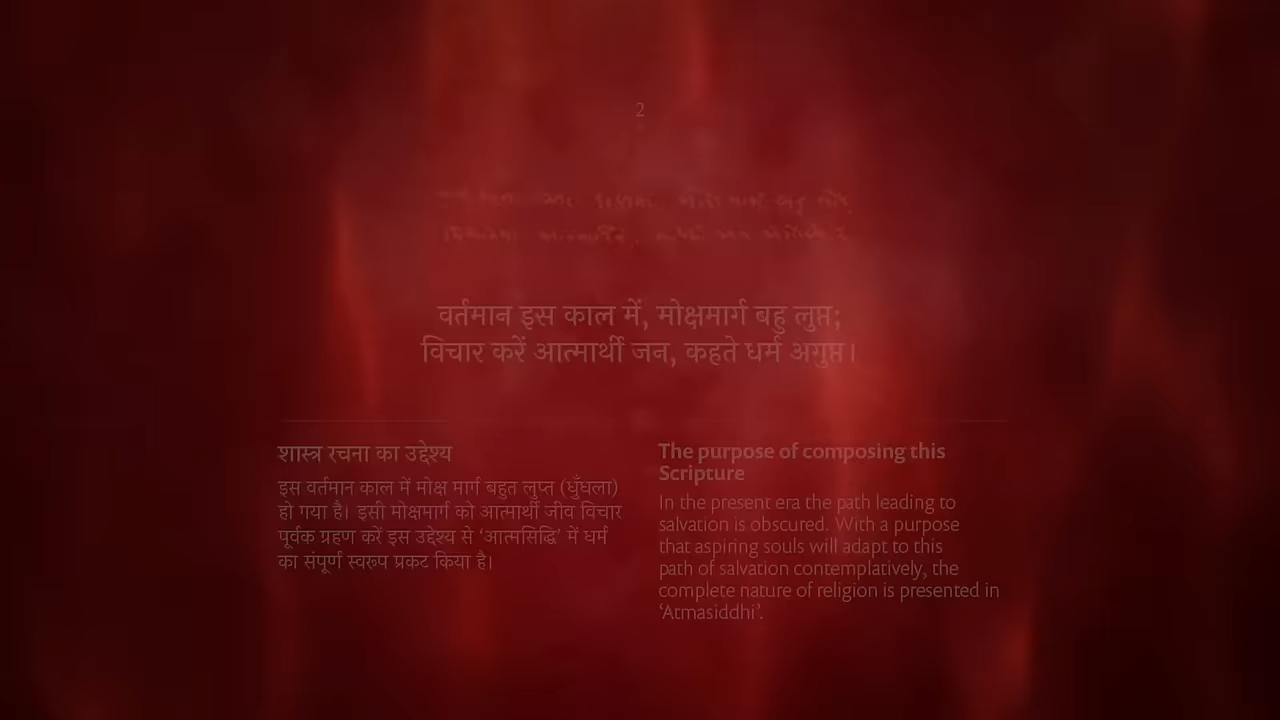 2
वर्तमान इस काल में, मोक्षमार्ग बहु लुप्त;
विचार करें आत्मार्थी जन, कहते धर्म अगुप्त।
शास्त्र रचना का उद्देश्य
इस वर्तमान काल में मोक्ष मार्ग बहुत लुप्त (धुँधला)
हो गया है। इसी मोक्षमार्ग को आत्मार्थी जीव विचार
पूर्वक ग्रहण करें इस उद्देश्य से ‘आत्मसिद्धि’ में धर्म
का संपूर्ण स्वरूप प्रकट किया है।
The purpose of composing this
Scripture
In the present era the path leading to
salvation is obscured. With a purpose
that aspiring souls will adapt to this
path of salvation contemplatively, the
complete nature of religion is presented in
‘Atmasiddhi’.